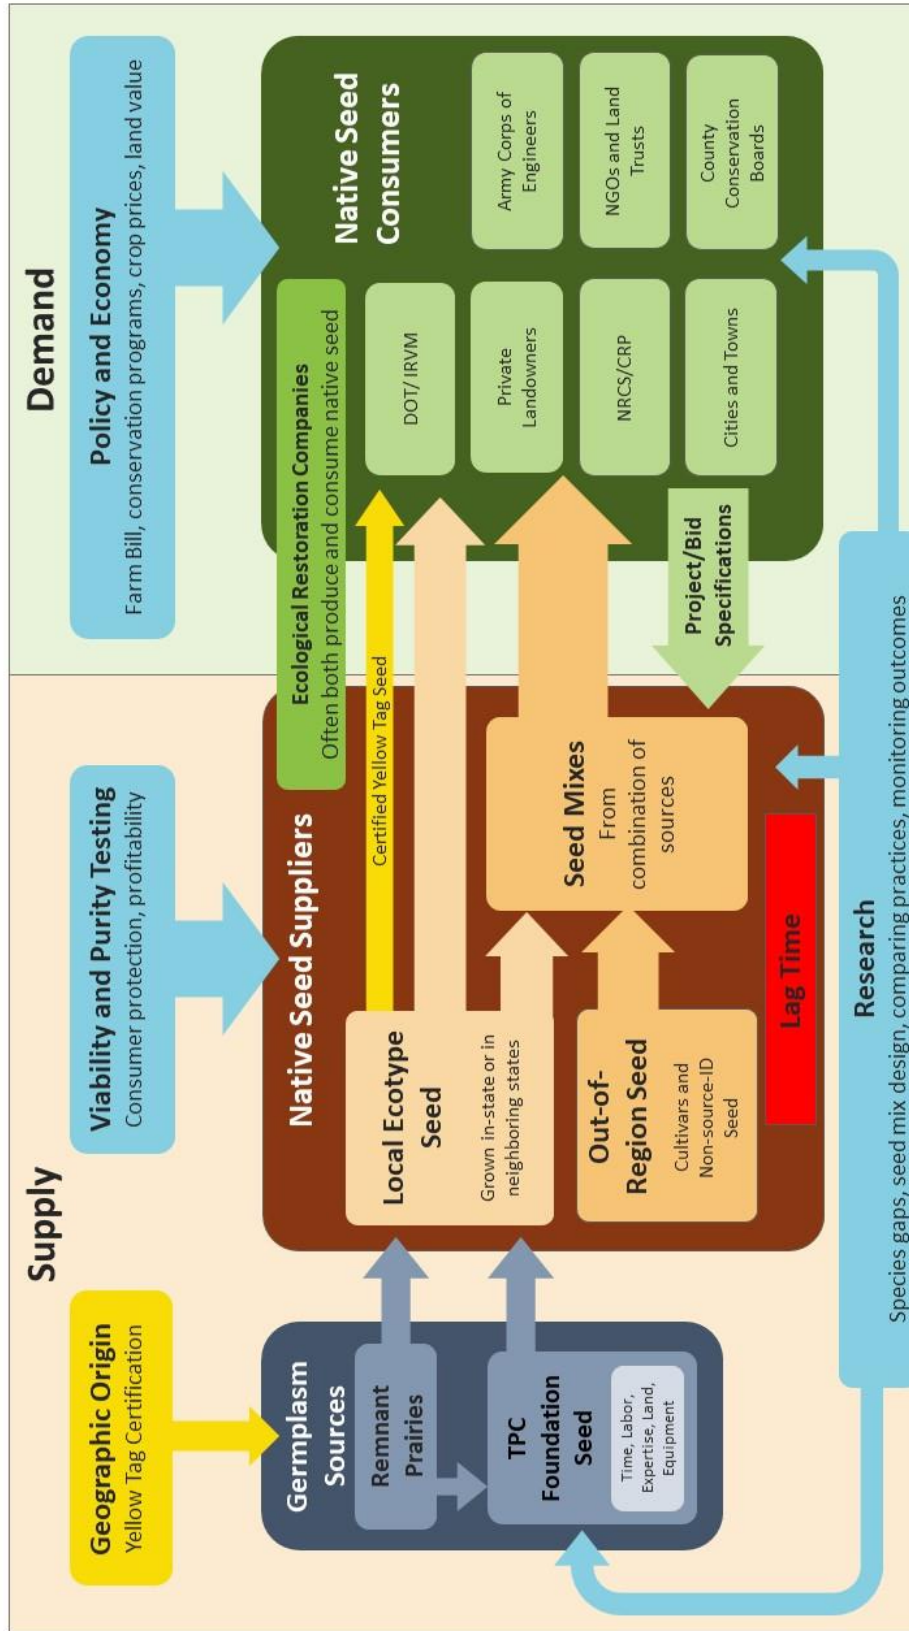 Supply
Demand
Geographic Origin
Yellow Tag Certification
Viability and Purity Testing
Consumer protection, profitability
Policy and Economy
Farm Bill, conservation programs, crop prices, land value
Germplasm
Sources
Remnant
Prairies
TPC
Foundation
Seed
Time, Labor,
Expertise, Land,
Equipment
Native Seed Suppliers
Local Ecotype
Seed
Grown in-state or in
neighboring states
Out-of-
Region Seed
Cultivars and
Non-source-ID
Seed
Seed Mixes
From
combination of
sources
Lag Time
Ecological Restoration Companies
Often both produce and consume native seed
Certified Yellow Tag Seed
Project/Bid
Specifications
Native Seed
Consumers
DOT/ IRVM
Private
Landowners
NRCS/CRP
Cities and Towns
Army Corps of
Engineers
NGOs and Land
Trusts
County
Conservation
Boards
Research
Species gaps, seed mix design, comparing practices, monitoring outcomes